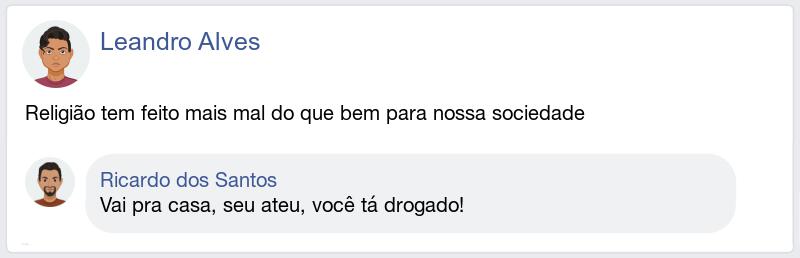 Leandro Alves
Religião tem feito mais mal do que bem para nossa sociedade
Ricardo dos Santos
Vai pra casa, seu ateu, você tá drogado!